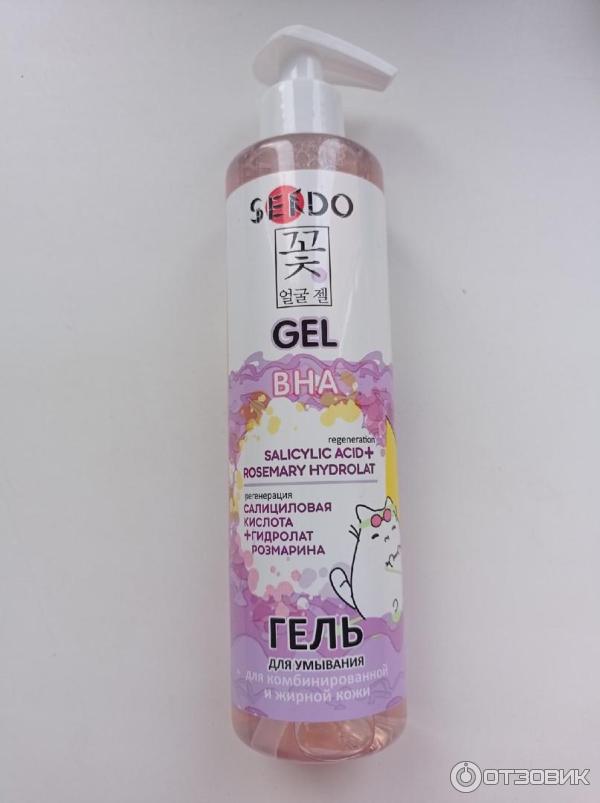 SENDO
꽃
얼굴 젤
GEL
BHA
regeneration
SALICYLIC ACID+
ROSEMARY HYDROLAT
регенерация
САЛИЦИЛОВАЯ
КИСЛОТА
+ГИДРОЛАТ
РОЗМАРИНА
ГЕЛЬ
ДЛЯ УМЫВАНИЯ
для комбинированной
и жирной кожи
ОТЗОВИК